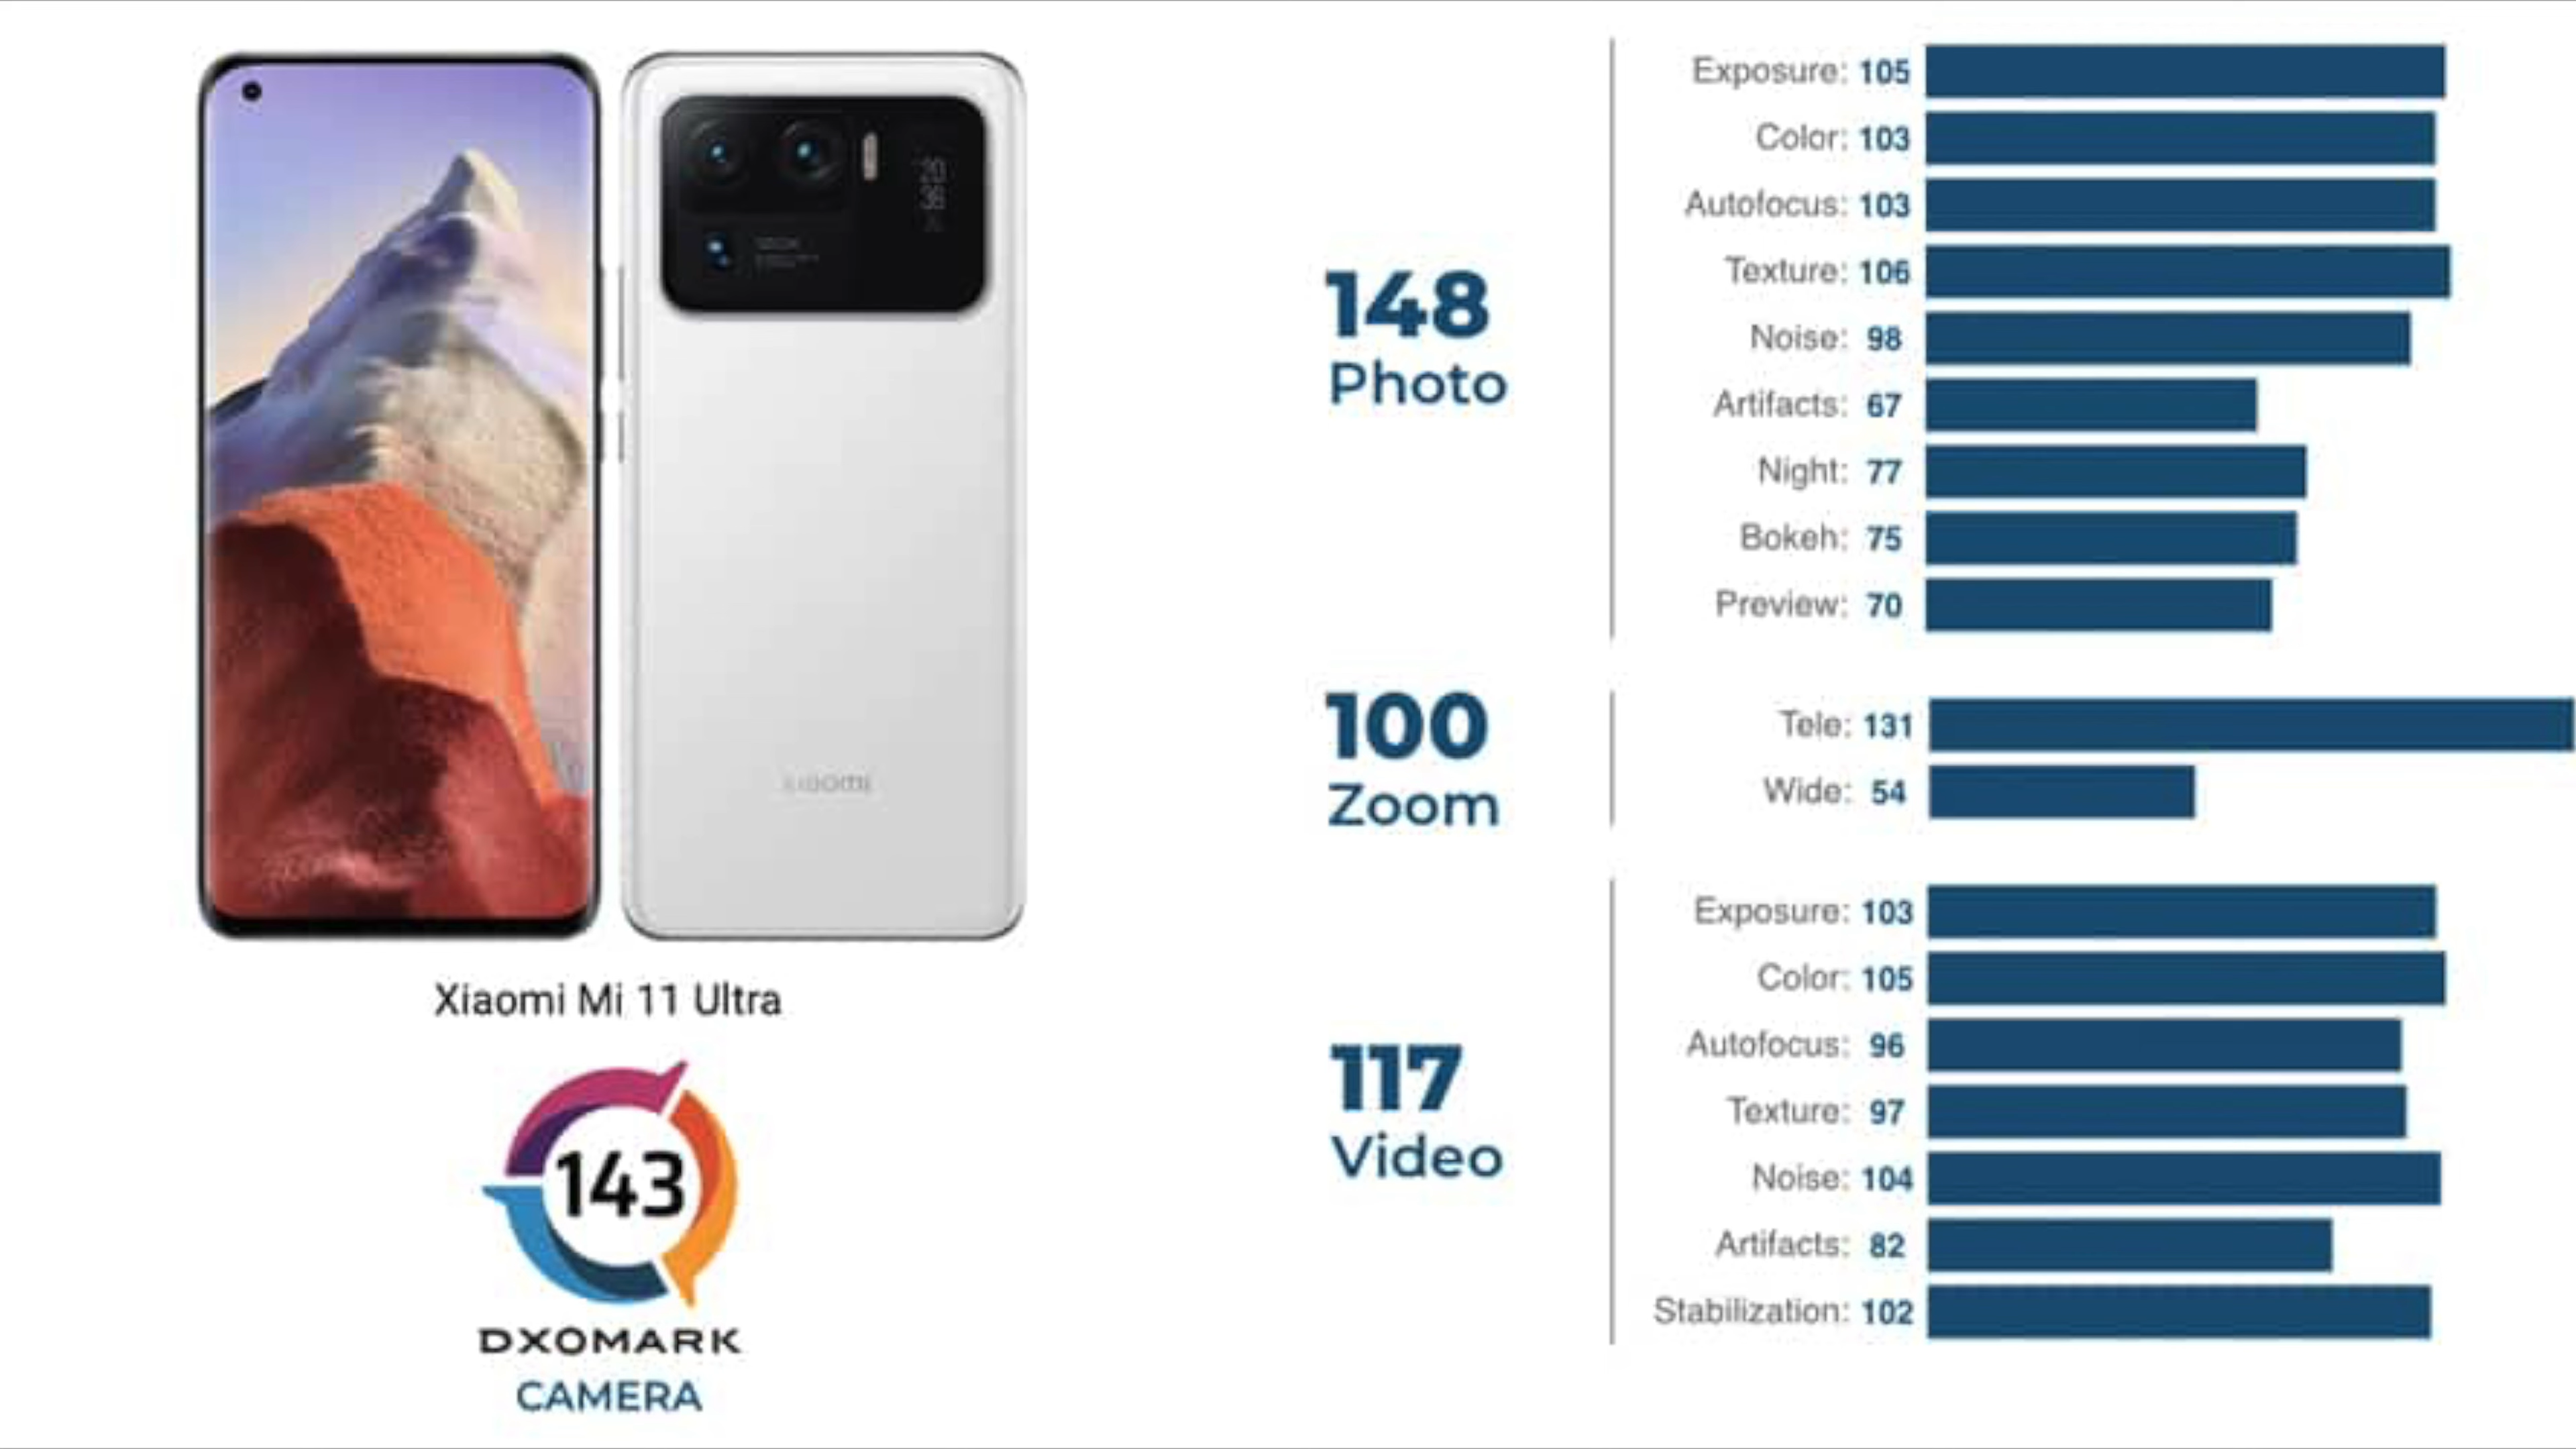 Xiaomi
Xiaomi Mi 11 Ultra
143
DXOMARK
CAMERA
148
Photo
Exposure: 105
Color: 103
Autofocus: 103
Texture: 106
Noise: 98
Artifacts: 67
Night: 77
Bokeh: 75
Preview: 70
100
Zoom
Tele: 131
Wide: 54
117
Video
Exposure: 103
Color: 105
Autofocus: 96
Texture: 97
Noise: 104
Artifacts: 82
Stabilization: 102